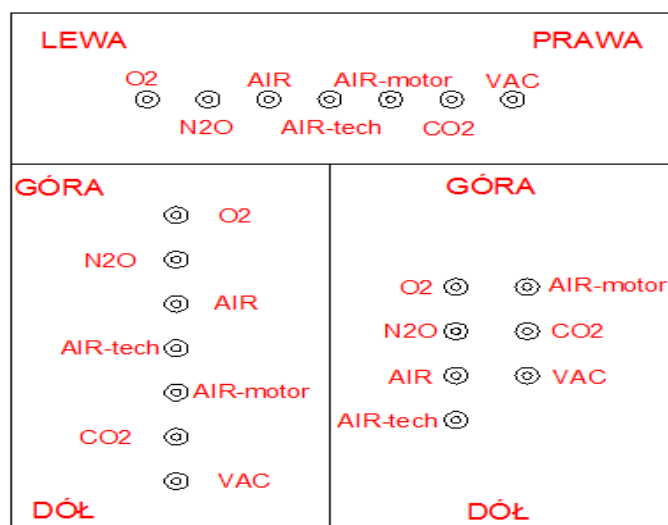 LEWA PRAWA
O2 AIR AIR-motor VAC
N2O AIR-tech CO2
GÓRA
O2
N2O
AIR
AIR-tech
AIR-motor
CO2
VAC
DÓŁ
GÓRA
O2 AIR-motor
N2O CO2
AIR VAC
AIR-tech
DÓŁ